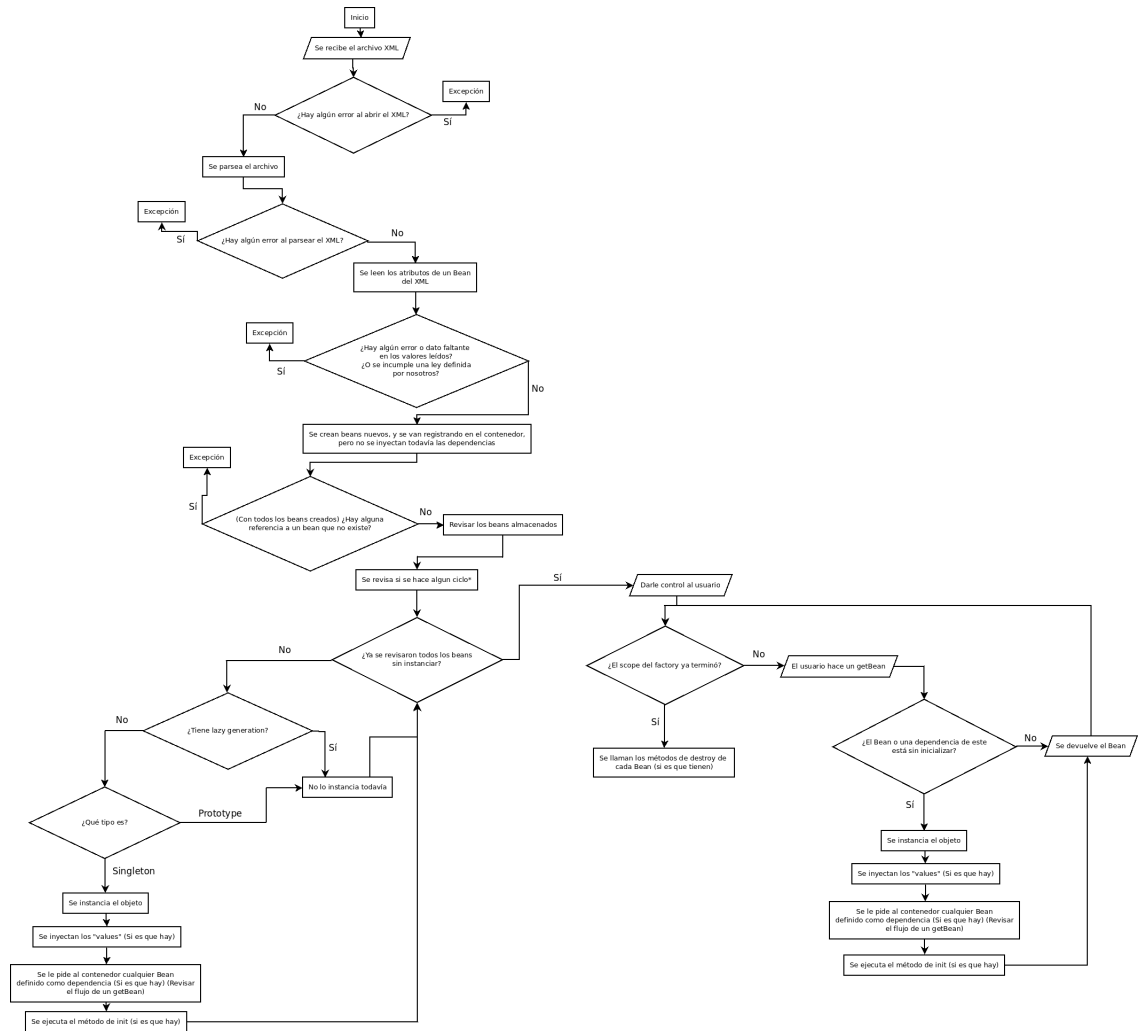 Inicio
Se recibe el archivo XML
¿Hay algún error al abrir el XML?
Excepción
No
Sí
Se parsea el archivo
Excepción
¿Hay algún error al parsear el XML?
Sí
No
Se leen los atributos de un Bean
del XML
Excepción
¿Hay algún error o dato faltante
en los valores leídos?
¿O se incumple una ley definida
por nosotros?
Sí
No
Se crean beans nuevos, y se van registrando en el contenedor,
pero no se inyectan todavía las dependencias
Excepción
Sí
(Con todos los beans creados) ¿Hay alguna
referencia a un bean que no existe?
No
Revisar los beans almacenados
Se revisa si se hace algun ciclo*
¿Ya se revisaron todos los beans
sin instanciar?
No
Sí
¿Tiene lazy generation?
No
Sí
No lo instancia todavía
¿Qué tipo es?
Prototype
Singleton
Se instancia el objeto
Se inyectan los "values" (Si es que hay)
Se le pide al contenedor cualquier Bean
definido como dependencia (Si es que hay) (Revisar
el flujo de un getBean)
Se ejecuta el método de init (si es que hay)
Darle control al usuario
¿El scope del factory ya terminó?
No
Sí
Se llaman los métodos de destroy de
cada Bean (si es que tienen)
El usuario hace un getBean
¿El Bean o una dependencia de este
está sin inicializar?
No
Se devuelve el Bean
Sí
Se instancia el objeto
Se inyectan los "values" (Si es que hay)
Se le pide al contenedor cualquier Bean
definido como dependencia (Si es que hay) (Revisar
el flujo de un getBean)
Se ejecuta el método de init (si es que hay)